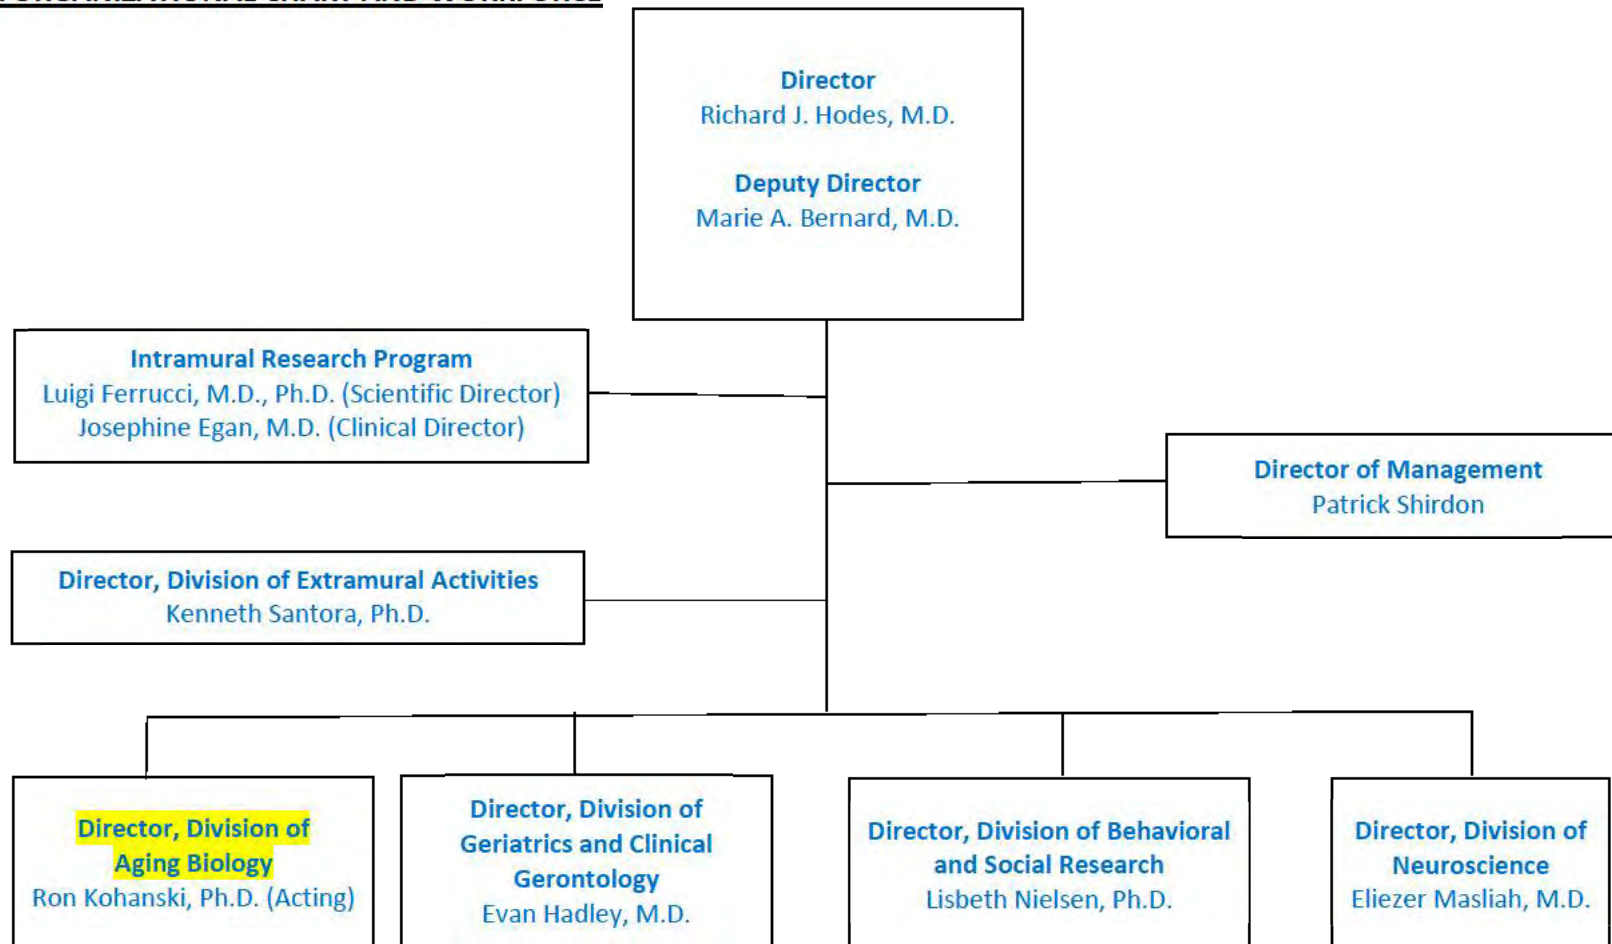 Director
Richard J. Hodes, M.D.
Deputy Director
Marie A. Bernard, M.D.
Intramural Research Program
Luigi Ferrucci, M.D., Ph.D. (Scientific Director)
Josephine Egan, M.D. (Clinical Director)
Director of Management
Patrick Shirdon
Director, Division of Extramural Activities
Kenneth Santora, Ph.D.
Director, Division of
Aging Biology
Ron Kohanski, Ph.D. (Acting)
Director, Division of
Geriatrics and Clinical
Gerontology
Evan Hadley, M.D.
Director, Division of Behavioral
and Social Research
Lisbeth Nielsen, Ph.D.
Director, Division of
Neuroscience
Eliezer Masliah, M.D.